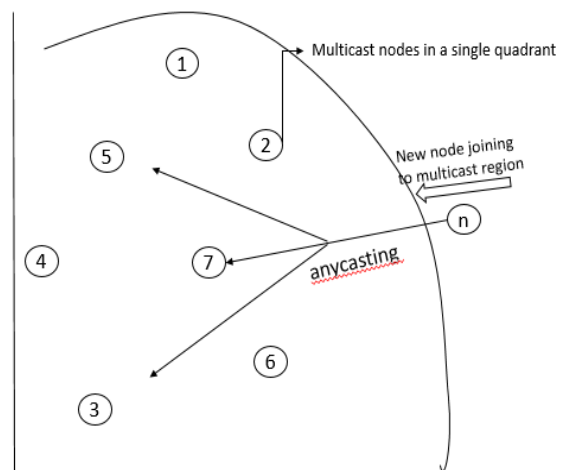 1
Multicast nodes in a single quadrant
2
5
New node joining
to multicast region
n
4
7
anycasting
6
3